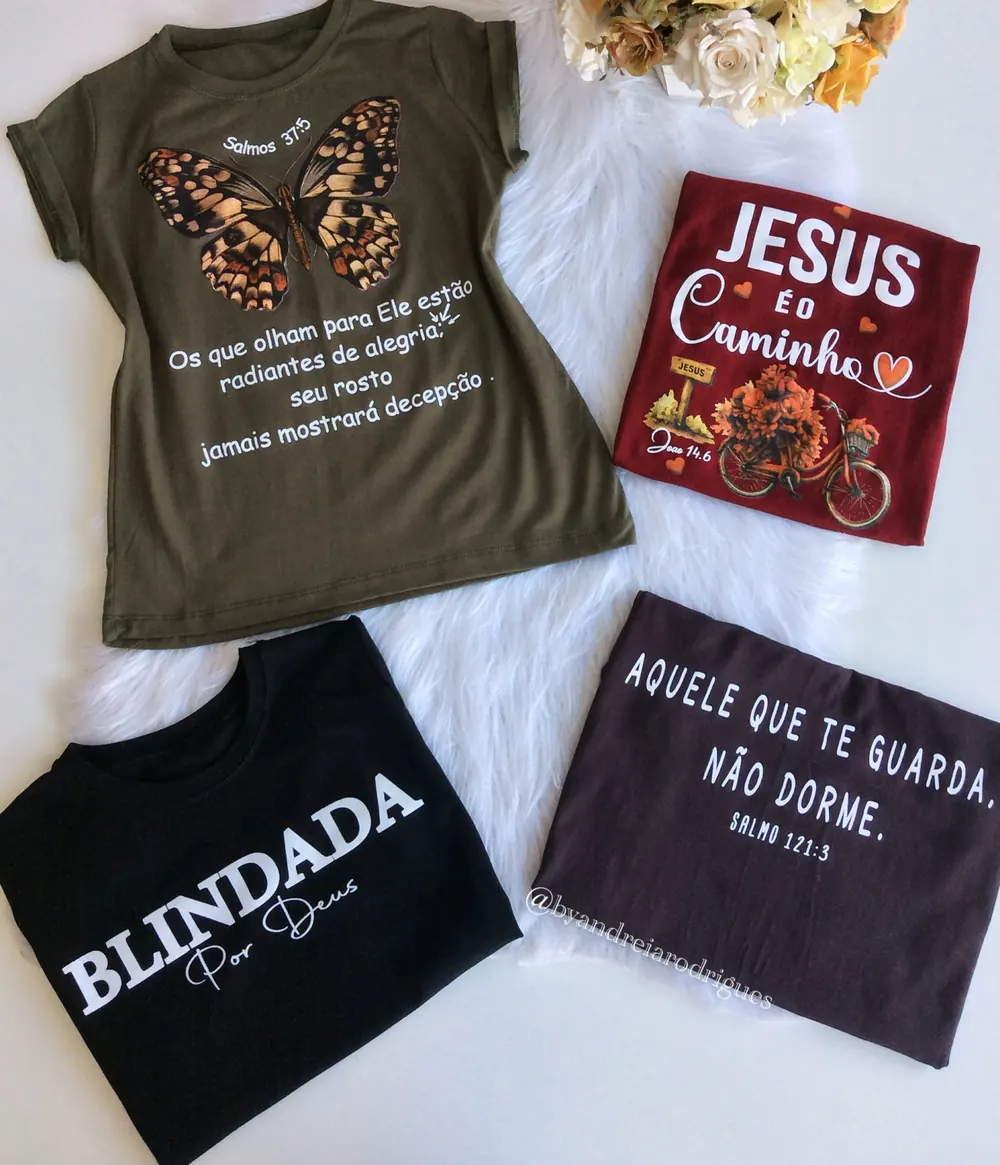 Salmos 37:5
Os que olham para Ele estão
radiantes de alegria;
seu rosto
jamais mostrará decepção .
JESUS
É O
Caminho
JESUS
Joao 14.6
BLINDADA
Por Deus
AQUELE QUE TE GUARDA,
NÃO DORME.
SALMO 121:3
@byandreiarodrigues